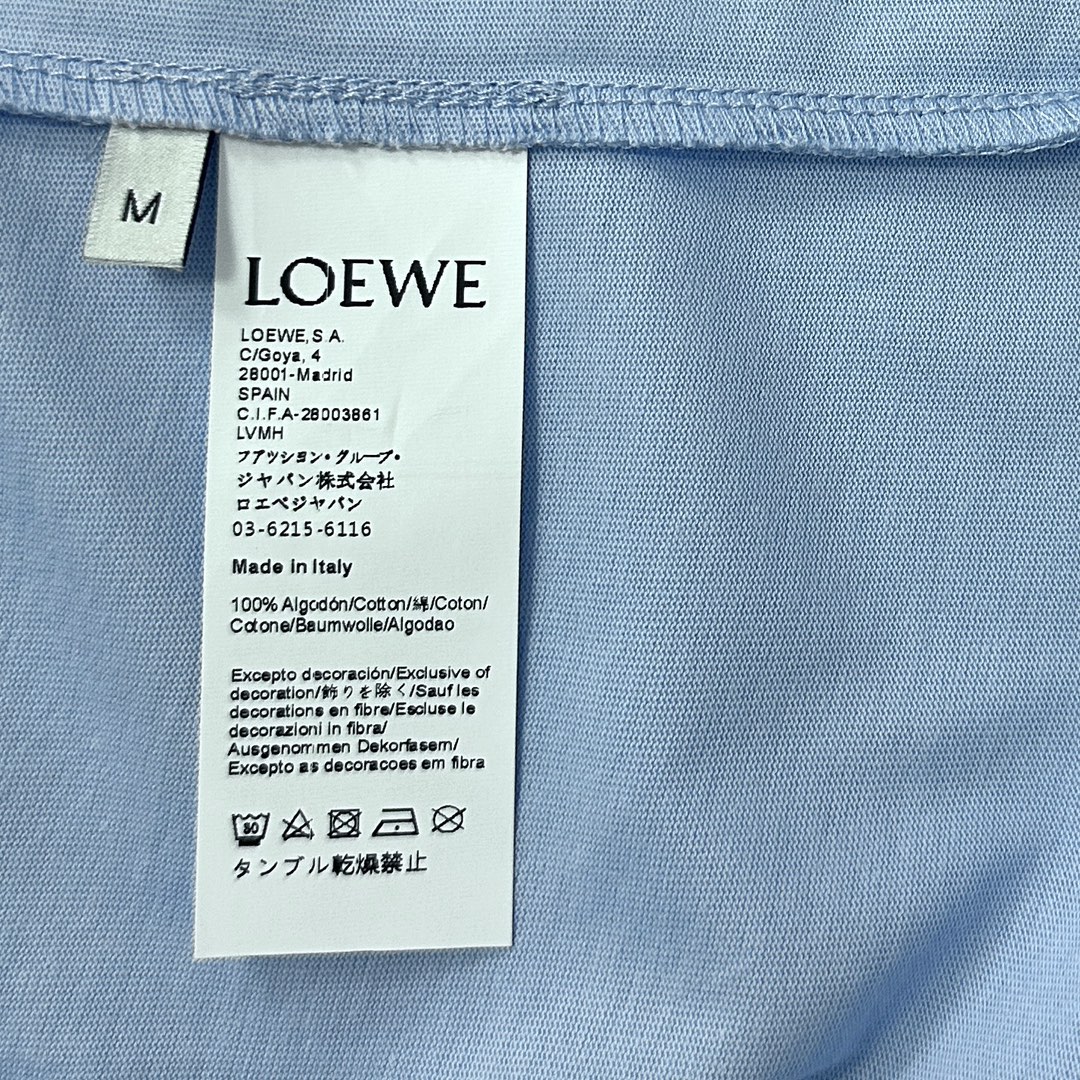 M
LOEWE
LOEWE, S.A.
C/Goya, 4
28001-Madrid
SPAIN
C.I.F.A-28003861
LVMH
フアツシヨン・グループ・
ジャパン株式会社
ロエベジャパン
03-6215-6116
Made in Italy
100% Algodón/Cotton/綿/Coton/
Cotone/Baumwolle/Algodao
Excepto decoración/Exclusive of
decoration/飾りを除く/Sauf les
decorations en fibre/Escluse le
decorazioni in fibra/
Ausgenommen Dekorfasern/
Excepto as decoracoes em fibra
30
タンブル乾燥禁止